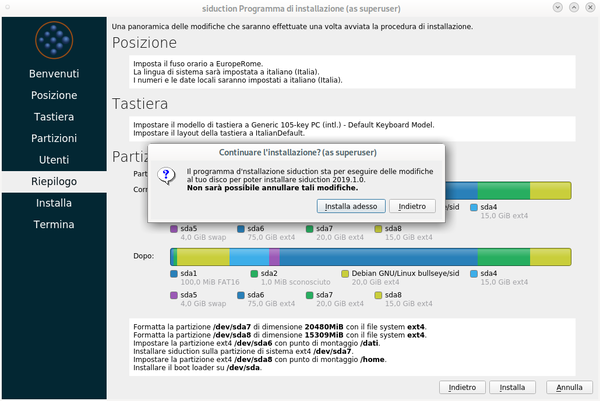 siduction Programma di installazione (as superuser)
Una panoramica delle modifiche che saranno effettuate una volta avviata la procedura di installazione.
Benvenuti
Posizione
Tastiera
Partizioni
Utenti
Riepilogo
Installa
Termina
Posizione
Imposta il fuso orario a EuropeRome.
La lingua di sistema sarà impostata a italiano (Italia).
I numeri e le date locali saranno impostati a italiano (Italia).
Tastiera
Impostare il modello di tastiera a Generic 105-key PC (intl.) - Default Keyboard Model.
Impostare il layout della tastiera a ItalianDefault.
Continuare l'installazione? (as superuser)
Il programma d'nstallazione siduction sta per eseguire delle modifiche
al tuo disco per poter installare siduction 2019.1.0.
Non sarà possibile annullare tali modifiche.
Installa adesso
Indietro
sda4
15.0 GiB ext4
sda5 sda6 sda7 sda8
4.0 GiB swap 75.0 GiB ext4 20.0 GiB ext4 15.0 GiB ext4
Dopo:
sda1 sda2 Debian GNU/Linux bullseye/sid sda4
100.0 MiB FAT16 1.0 MiB sconosciuto 20.0 GiB ext4 15.0 GiB ext4
sda5 sda6 sda7 sda8
4.0 GiB swap 75.0 GiB ext4 20.0 GiB ext4 15.0 GiB ext4
Formatta la partizione /dev/sda7 di dimensione 20480MiB con il file system ext4.
Formatta la partizione /dev/sda8 di dimensione 15309MiB con il file system ext4.
Impostare la partizione ext4 /dev/sda6 con punto di montaggio /dati.
Installare siduction sulla partizione di sistema ext4 /dev/sda7.
Impostare la partizione ext4 /dev/sda8 con punto di montaggio /home.
Installare il boot loader su /dev/sda.
Indietro
Installa
Annulla